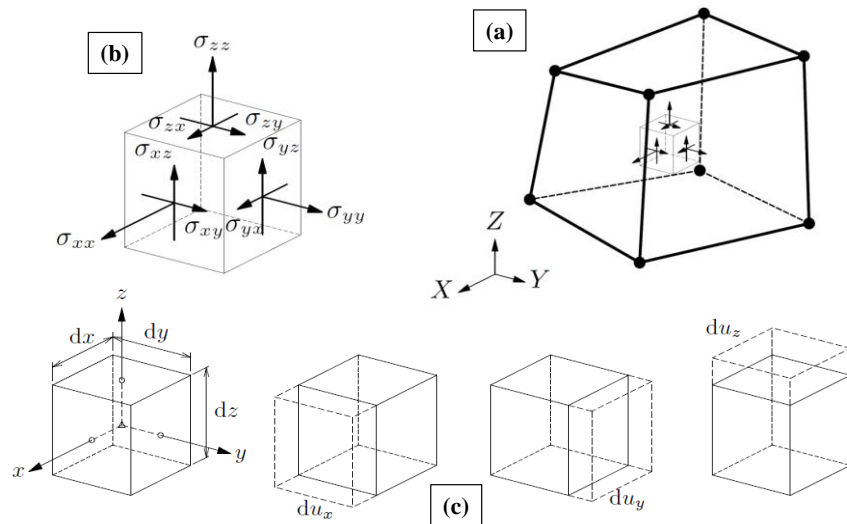 (b)
σzz
σzx
σzy
σxz
σyz
σxx
σxy
σyx
σyy
(a)
Z
X
Y
z
dx
dy
dz
x
y
dux
(c)
duy
duz